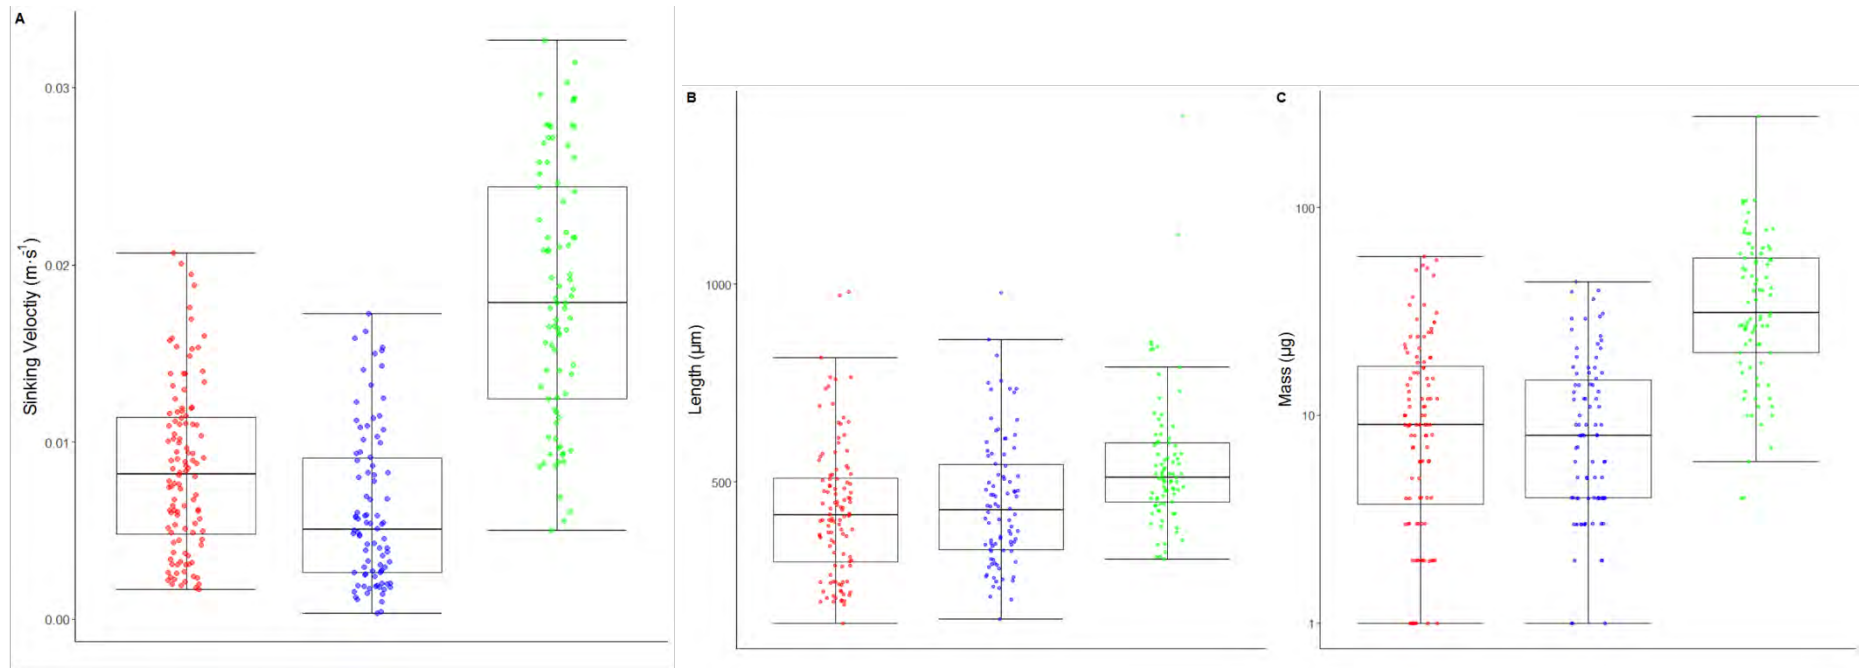 A
Sinking Veloctiy (m·s⁻¹)
0.03
0.02
0.01
0.00
B
Length (µm)
1000
500
C
Mass (µg)
100
10
1